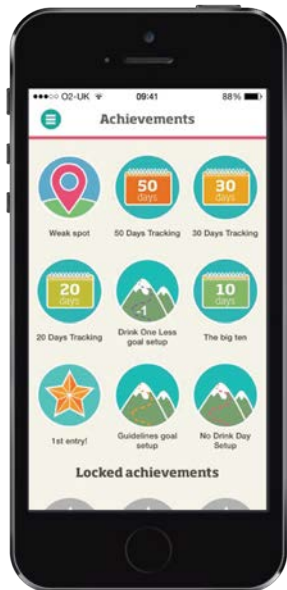 O2-UK 09:41 88%
Achievements
50
days
30
days
Weak spot 50 Days Tracking 30 Days Tracking
20
days
-1
10
days
20 Days Tracking Drink One Less
goal setup The big ten
1st entry! Guidelines goal
setup No Drink Day
Setup
Locked achievements